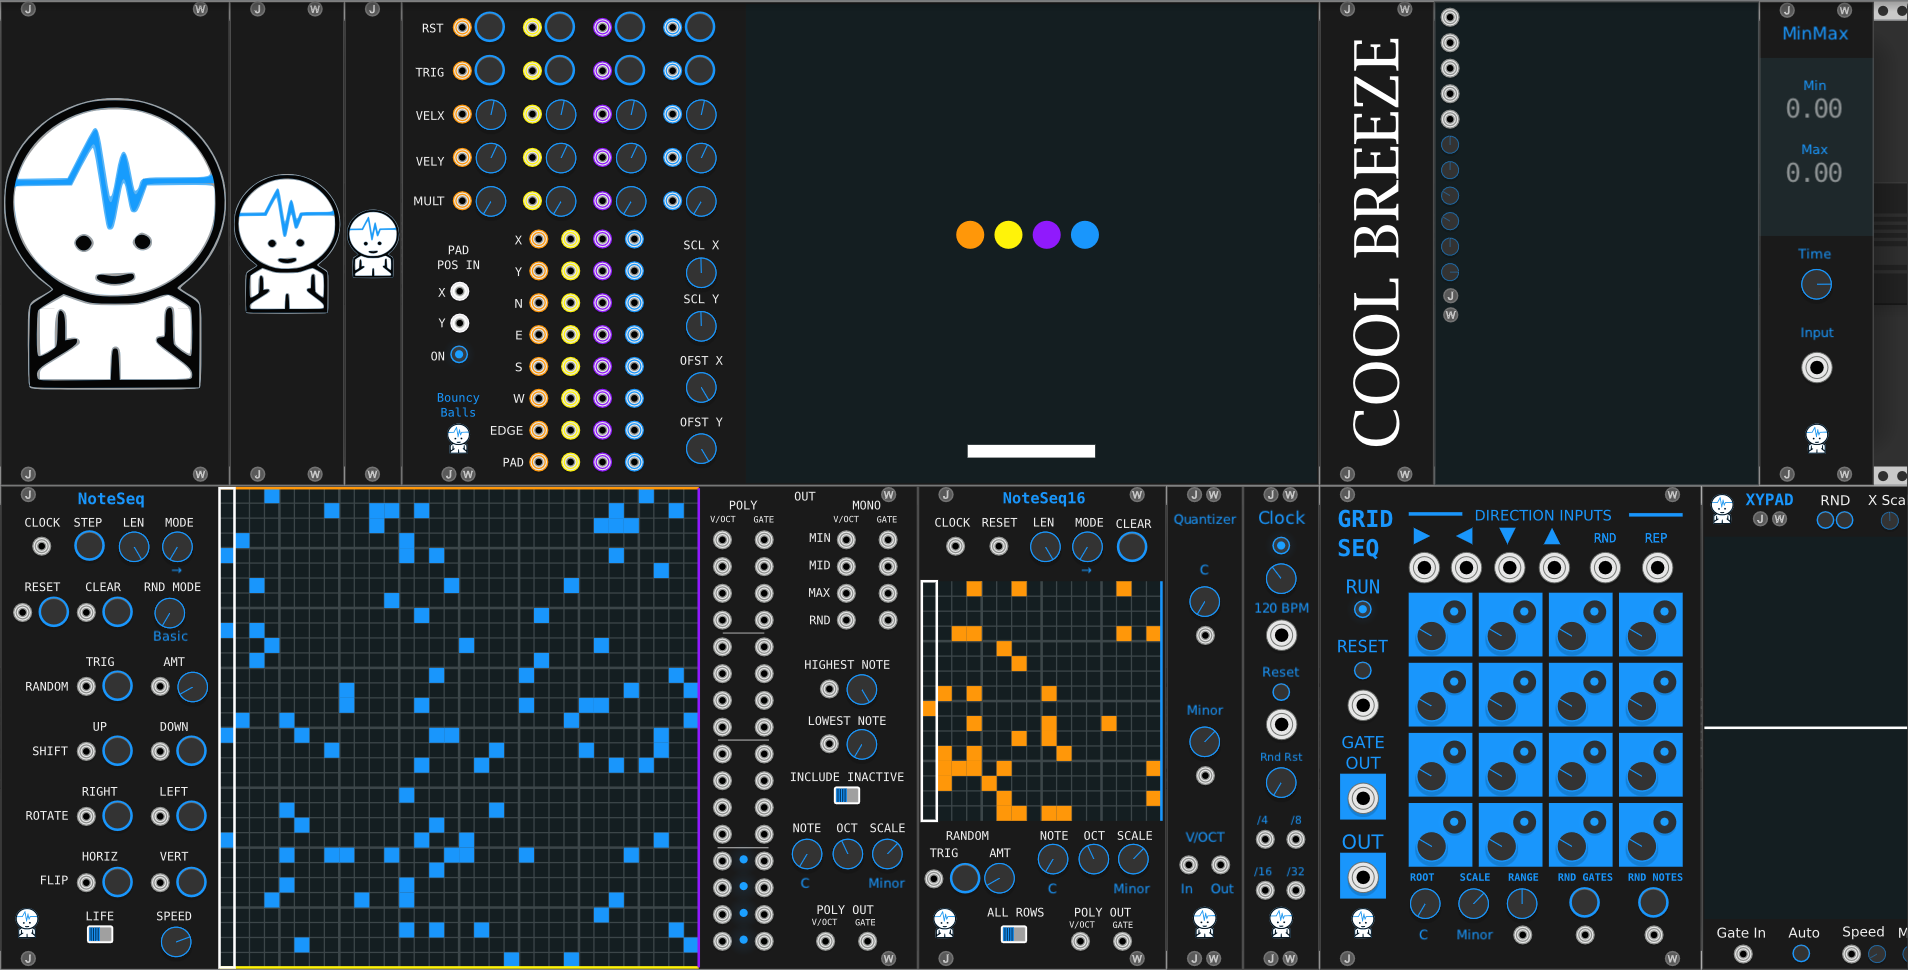 J W J W J
RST
TRIG
VELX
VELY
MULT
PAD
POS IN
X
Y
ON
Bouncy
Balls
X
Y
N
E
S
W
EDGE
PAD
SCL X
SCL Y
OFST X
OFST Y
J W
J W J W J
J W
COOL BREEZE
J W
J
W
J W
MinMax
Min
0.00
Max
0.00
Time
Input
J W
J
NoteSeq
CLOCK STEP LEN MODE
→
RESET CLEAR RND MODE
Basic
TRIG AMT
RANDOM
UP DOWN
SHIFT
RIGHT LEFT
ROTATE
HORIZ VERT
FLIP
LIFE SPEED
J
OUT W
POLY MONO
V/OCT GATE V/OCT GATE
MIN
MID
MAX
RND
HIGHEST NOTE
LOWEST NOTE
INCLUDE INACTIVE
NOTE OCT SCALE
C Minor
POLY OUT
V/OCT GATE
W
J W
NoteSeq16
CLOCK RESET LEN MODE CLEAR
→
RANDOM NOTE OCT SCALE
TRIG AMT
C Minor
ALL ROWS POLY OUT
V/OCT GATE
J W
J W
Quantizer
C
Minor
V/OCT
In Out
J W
J W
Clock
120 BPM
Reset
Rnd Rst
/4 /8
/16 /32
J W
J W
GRID
SEQ
DIRECTION INPUTS
RND REP
RUN
RESET
GATE
OUT
OUT
ROOT SCALE RANGE RND GATES RND NOTES
C Minor
J W
XYPAD RND X Sca
J W
Gate In Auto Speed M